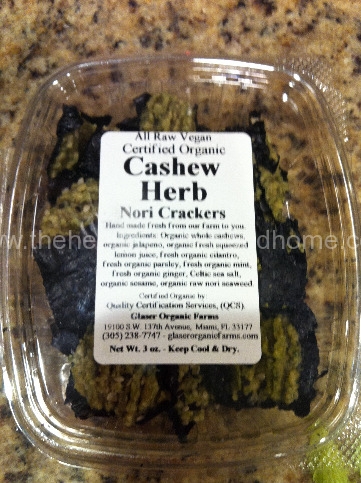 All Raw Vegan
Certified Organic
Cashew
Herb
Nori Crackers
Hand made fresh from our farm to you.
Ingredients: Organic whole cashews,
organic jalapeno, organic fresh squeezed
lemon juice, fresh organic cilantro,
fresh organic parsley, fresh organic mint,
fresh organic ginger, Celtic sea salt,
organic sesame, organic raw nori seaweed.
Certified Organic by
Quality Certification Services, (QCS).
Glaser Organic Farms
19100 S.W. 137th Avenue, Miami, FL 33177
(305) 238-7747 - glaserorganicfarms.com
Net Wt. 3 oz. - Keep Cool & Dry.